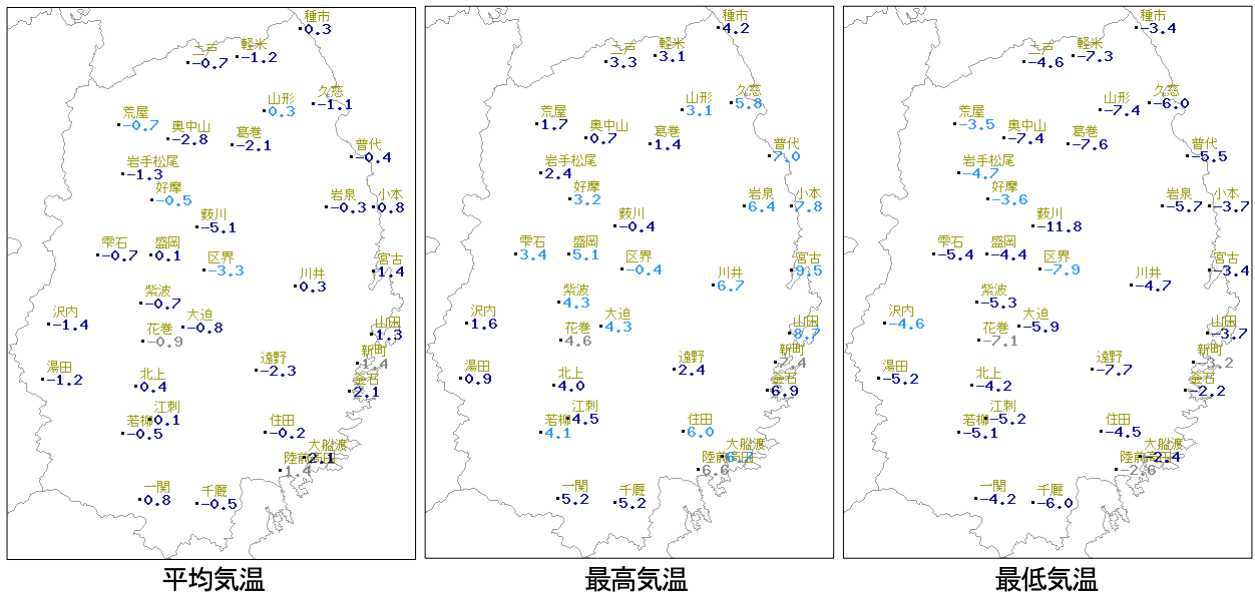 種市
0.3
二戸
-0.7
軽米
-1.2
山形
0.3
久慈
-1.1
荒屋
-0.7
奥中山
-2.8
葛巻
-2.1
普代
-0.4
岩手松尾
-1.3
好摩
-0.5
岩泉
-0.3
小本
0.8
藪川
-5.1
雫石
-0.7
盛岡
0.1
区界
-3.3
川井
0.3
宮古
1.4
紫波
-0.7
沢内
-1.4
大迫
-0.8
花巻
-0.9
山田
1.3
新町
1.4
湯田
-1.2
北上
0.4
遠野
-2.3
釜石
2.1
江刺
0.1
若柳
-0.5
住田
-0.2
大船渡
2.1
陸前高田
1.4
一関
0.8
千厩
-0.5
平均気温
種市
4.2
二戸
3.3
軽米
3.1
山形
3.1
久慈
5.8
荒屋
1.7
奥中山
0.7
葛巻
1.4
普代
7.0
岩手松尾
2.4
好摩
3.2
岩泉
6.4
小本
7.8
藪川
-0.4
雫石
3.4
盛岡
5.1
区界
-0.4
川井
6.7
宮古
9.5
紫波
4.3
沢内
1.6
大迫
4.3
花巻
4.6
山田
8.7
新町
湯田
0.9
北上
4.0
遠野
2.4
釜石
6.9
江刺
4.5
若柳
4.1
住田
6.0
大船渡
陸前高田
6.6
一関
5.2
千厩
5.2
最高気温
種市
-3.4
二戸
-4.6
軽米
-7.3
山形
-7.4
久慈
-6.0
荒屋
-3.5
奥中山
-7.4
葛巻
-7.6
普代
-5.5
岩手松尾
-4.7
好摩
-3.6
岩泉
-5.7
小本
-3.7
藪川
-11.8
雫石
-5.4
盛岡
-4.4
区界
-7.9
川井
-4.7
宮古
-3.4
紫波
-5.3
沢内
-4.6
大迫
-5.9
花巻
-7.1
山田
-3.7
新町
-3.2
湯田
-5.2
北上
-4.2
遠野
-7.7
釜石
-2.2
江刺
-5.2
若柳
-5.1
住田
-4.5
大船渡
-2.4
陸前高田
-2.6
一関
-4.2
千厩
-6.0
最低気温